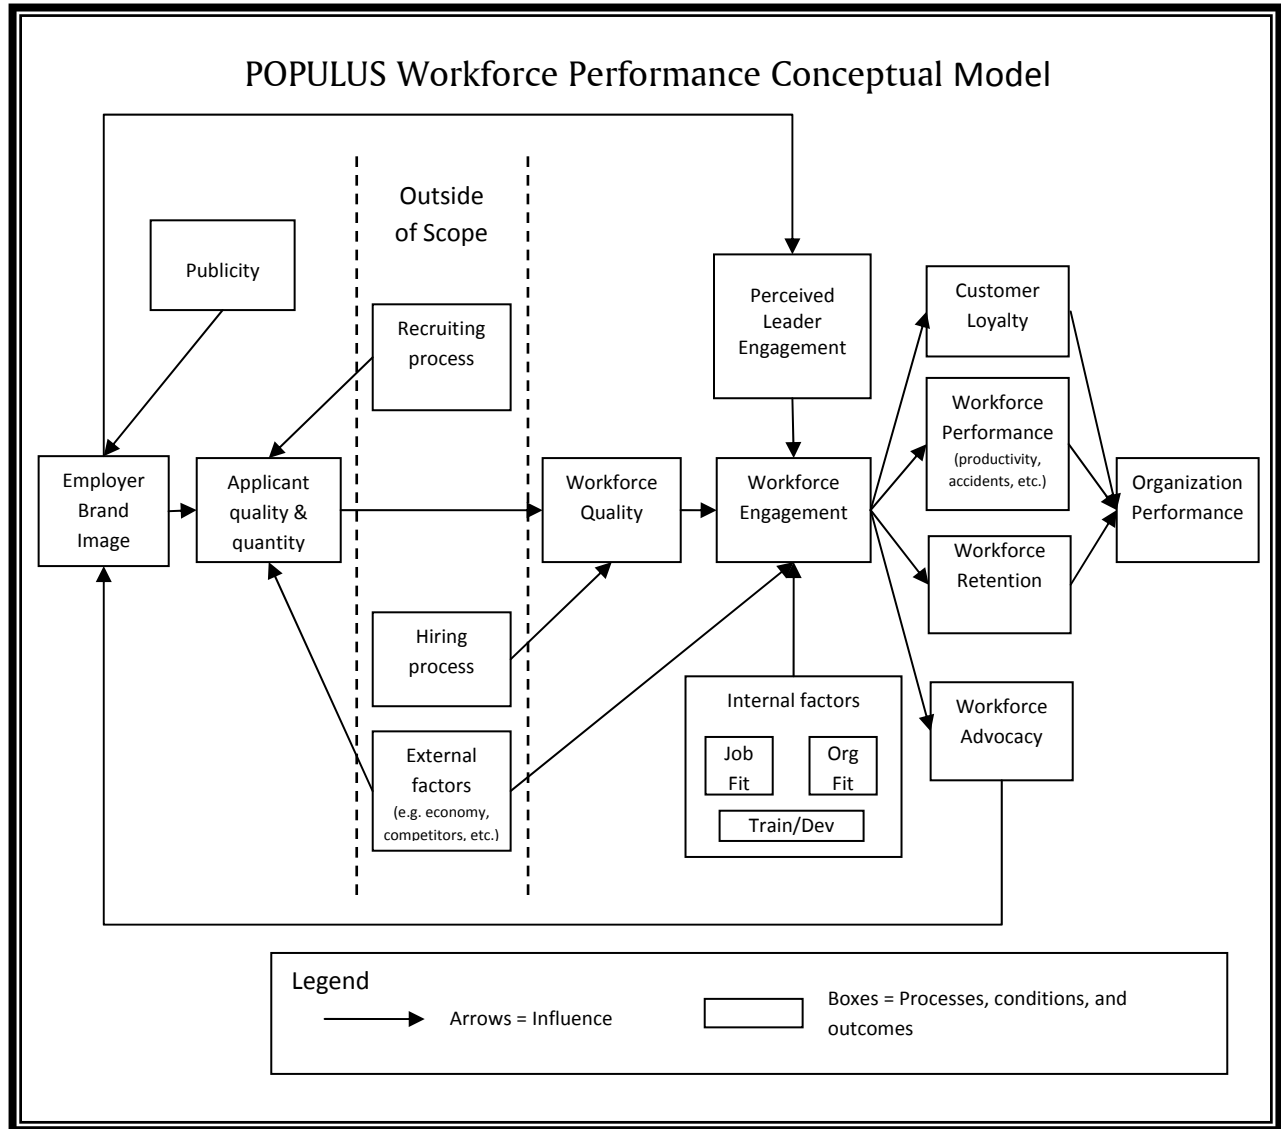 POPULUS Workforce Performance Conceptual Model
Outside
of Scope
Publicity
Recruiting
process
Perceived
Leader
Engagement
Customer
Loyalty
Workforce
Performance
(productivity,
accidents, etc.)
Employer
Brand
Image
Applicant
quality &
quantity
Workforce
Quality
Workforce
Engagement
Organization
Performance
Workforce
Retention
Hiring
process
Internal factors
Job
Fit
Org
Fit
Train/Dev
Workforce
Advocacy
External
factors
(e.g. economy,
competitors, etc.)
Legend
Arrows = Influence
Boxes = Processes, conditions, and
outcomes